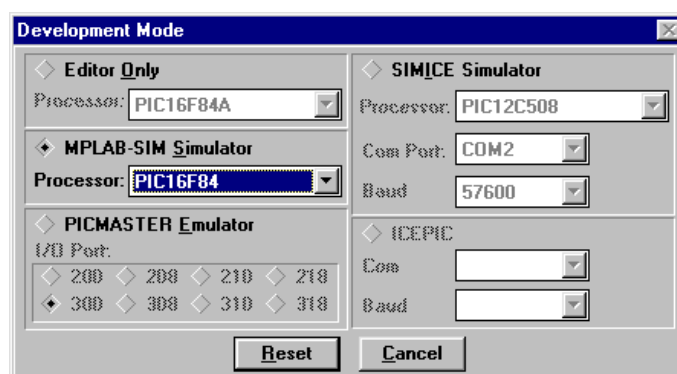 Development Mode
Editor Only
Processor: PIC16F84A
MPLAB-SIM Simulator
Processor: PIC16F84
PICMASTER Emulator
I/O Port:
200 208 210 218
300 308 310 318
SIMICE Simulator
Processor: PIC12C508
Com Port: COM2
Baud 57600
ICEPIC
Com
Baud
Reset Cancel